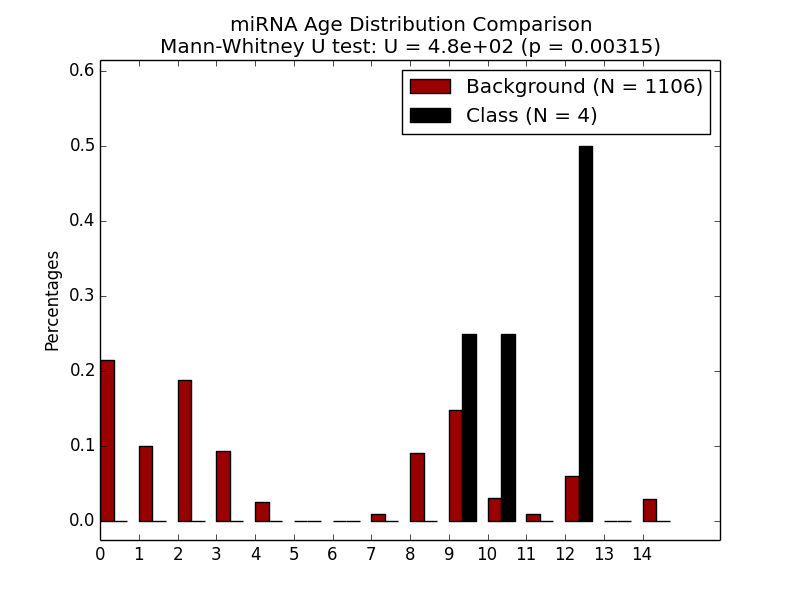 miRNA Age Distribution Comparison
Mann-Whitney U test: U = 4.8e+02 (p = 0.00315)
Background (N = 1106)
Class (N = 4)
Percentages
0.6
0.5
0.4
0.3
0.2
0.1
0.0
0 1 2 3 4 5 6 7 8 9 10 11 12 13 14